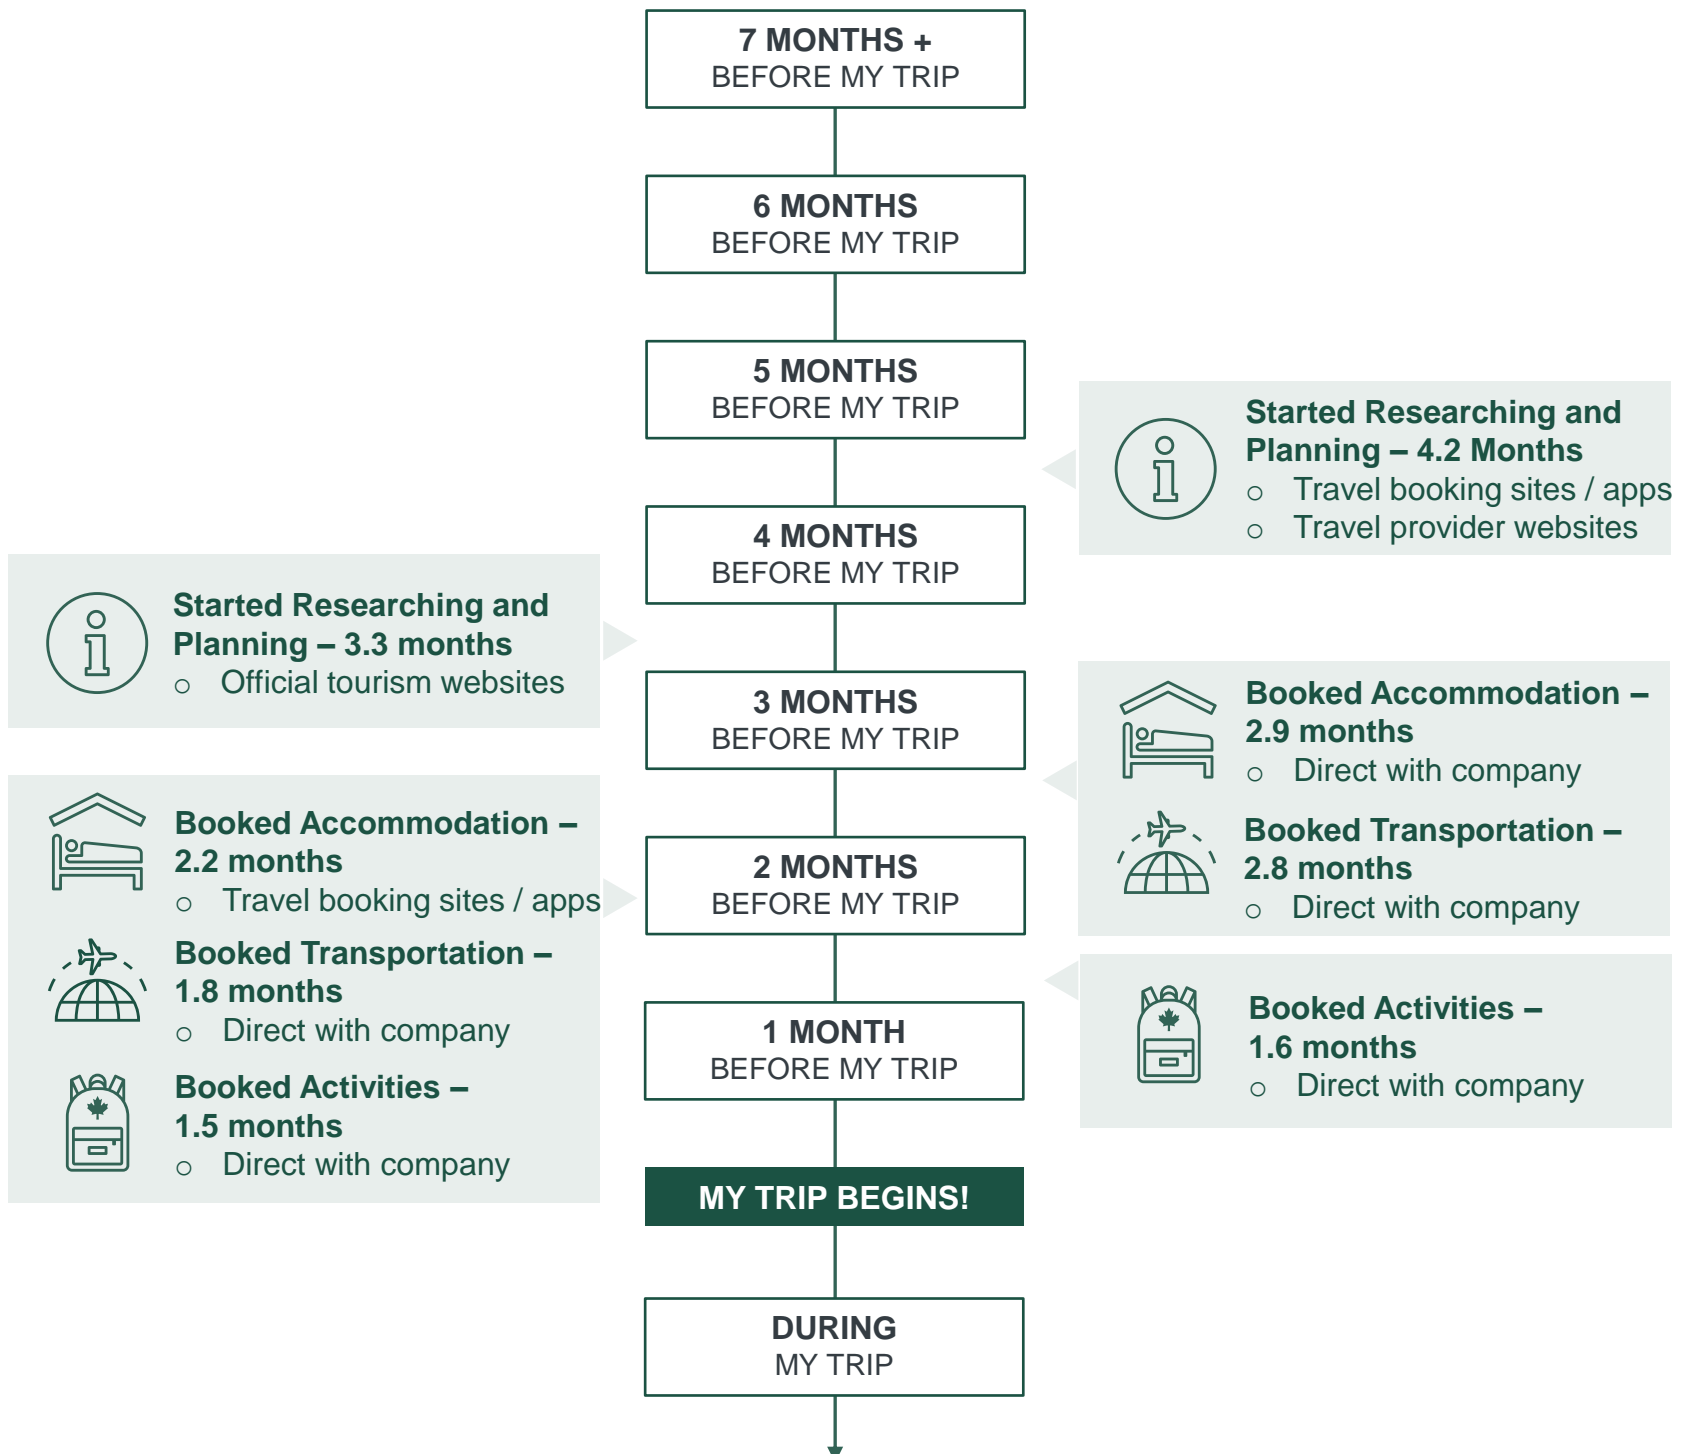 7 MONTHS +
BEFORE MY TRIP
6 MONTHS
BEFORE MY TRIP
5 MONTHS
BEFORE MY TRIP
Started Researching and
Planning – 4.2 Months
o Travel booking sites / apps
o Travel provider websites
4 MONTHS
BEFORE MY TRIP
Started Researching and
Planning – 3.3 months
o Official tourism websites
3 MONTHS
BEFORE MY TRIP
Booked Accommodation –
2.9 months
o Direct with company
Booked Transportation –
2.8 months
o Direct with company
Booked Accommodation –
2.2 months
o Travel booking sites / apps
Booked Transportation –
1.8 months
o Direct with company
Booked Activities –
1.5 months
o Direct with company
2 MONTHS
BEFORE MY TRIP
Booked Activities –
1.6 months
o Direct with company
1 MONTH
BEFORE MY TRIP
MY TRIP BEGINS!
DURING
MY TRIP